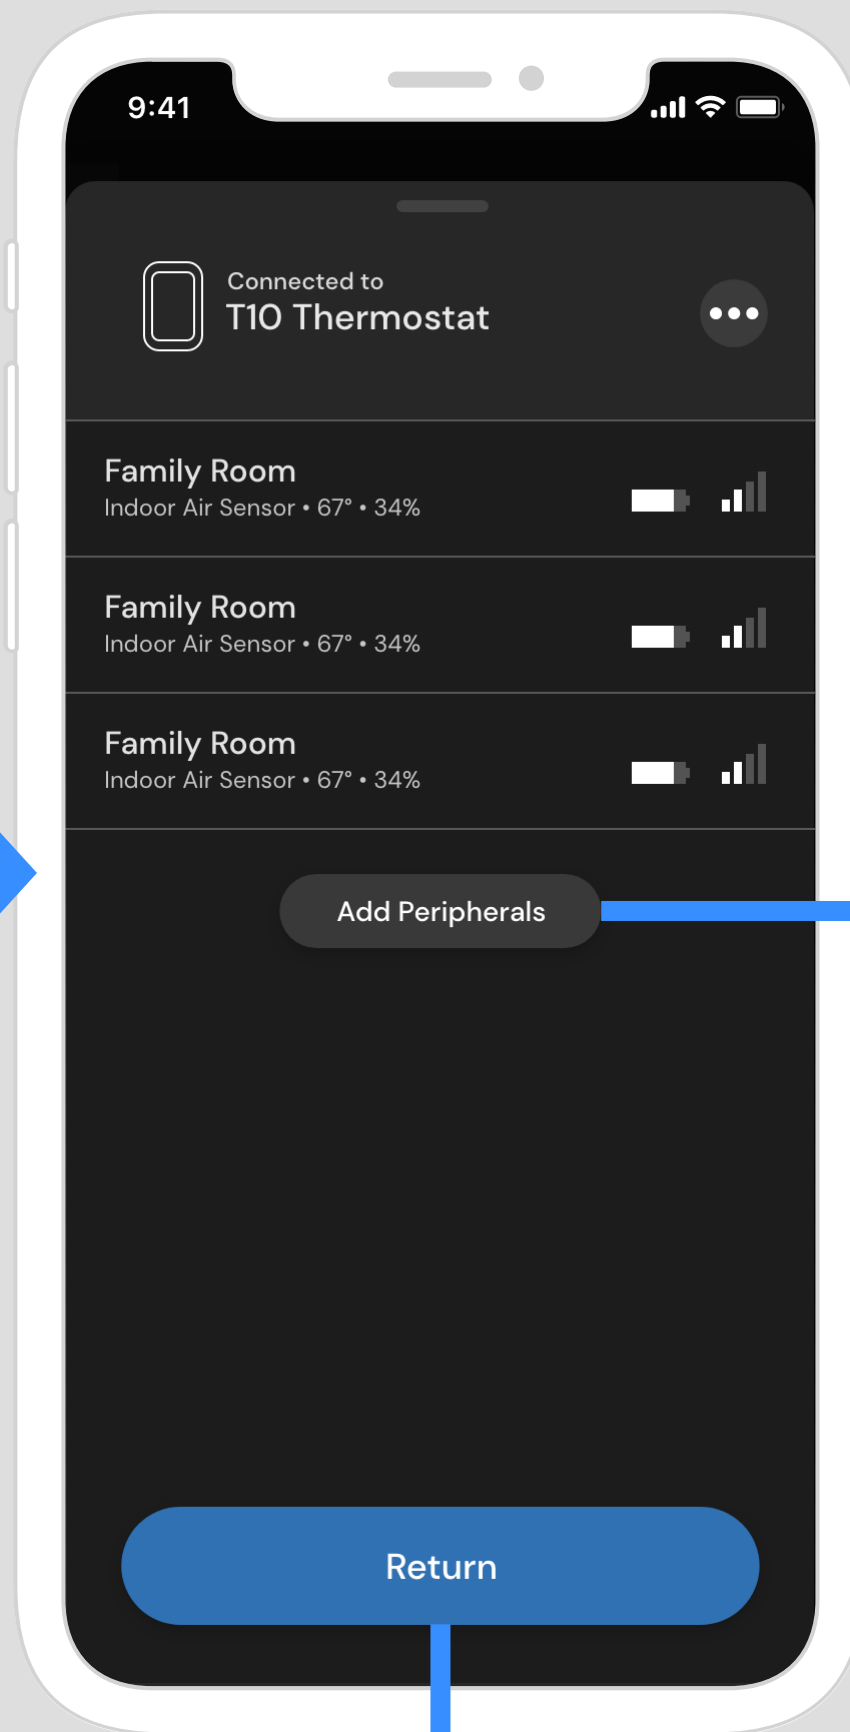 9:41
Connected to
T10 Thermostat
Family Room
Indoor Air Sensor • 67° • 34%
Family Room
Indoor Air Sensor • 67° • 34%
Family Room
Indoor Air Sensor • 67° • 34%
Add Peripherals
Return